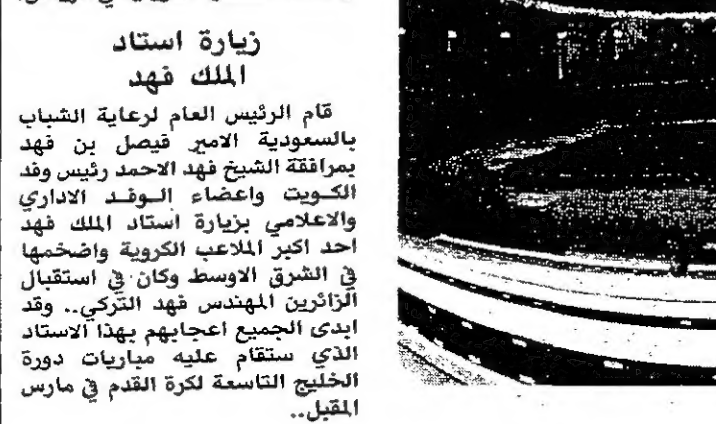 زيارة استاد
الملك فهد
قام الرئيس العام لرعاية الشباب
بالسعودية الامير فيصل بن فهد
بمرافقة الشيخ فهد الاحمد رئيس وفد
الكويت واعضاء الوفد الاداري
والاعلامي بزيارة استاد الملك فهد
احد اكبر الملاعب الكروية واضخمها
في الشرق الاوسط وكان في استقبال
الزائرين المهندس فهد التركي.. وقد
ابدى الجميع اعجابهم بهذا الاستاد
الذي ستقام عليه مباريات دورة
الخليج التاسعة لكرة القدم في مارس
المقبل..